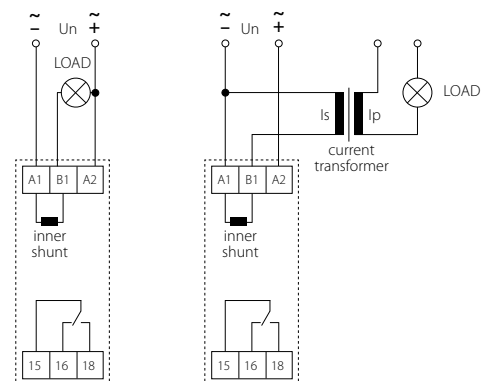 ~ Un ~
− +
LOAD
A1 B1 A2
inner
shunt
15 16 18
~ Un ~
− +
LOAD
Is Ip
current
transformer
A1 B1 A2
inner
shunt
15 16 18